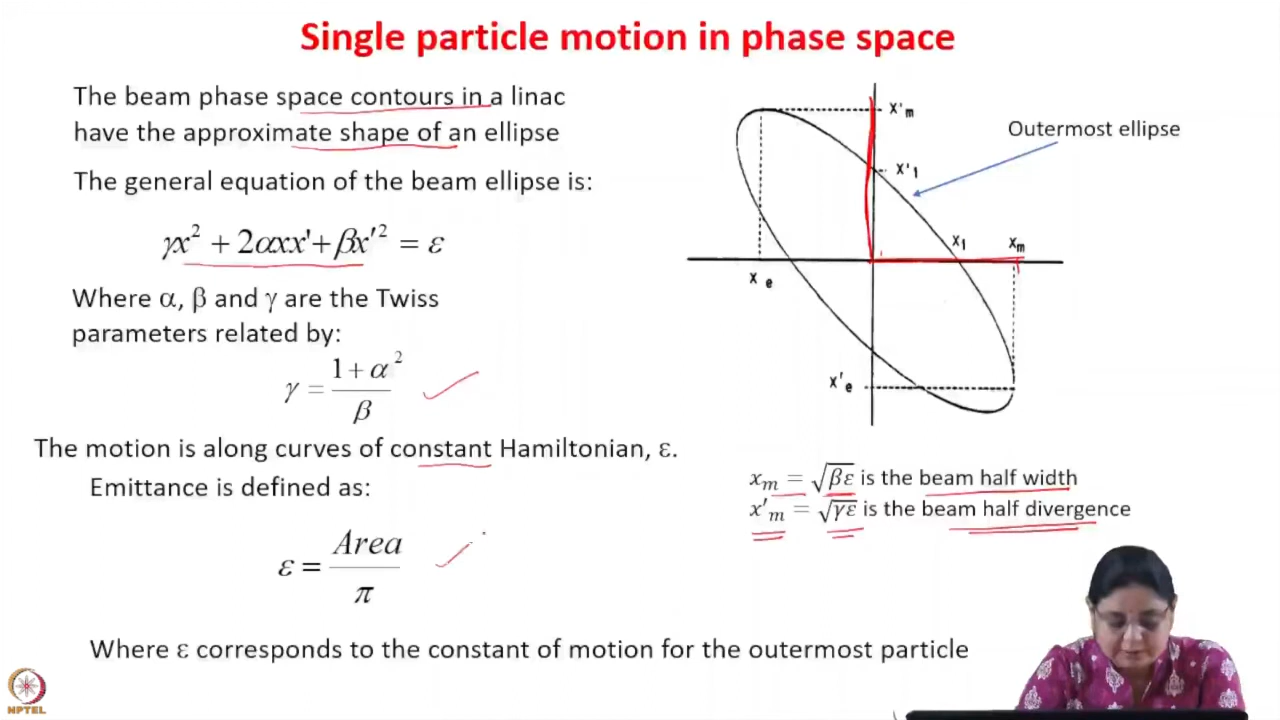 Single particle motion in phase space
The beam phase space contours in a linac
have the approximate shape of an ellipse
The general equation of the beam ellipse is:
γx² + 2αxx'+βx'² = ε
Where α, β and γ are the Twiss
parameters related by:
γ = (1+α²)/β
The motion is along curves of constant Hamiltonian, ε.
Emittance is defined as:
ε = Area/π
Where ε corresponds to the constant of motion for the outermost particle
x'm
Outermost ellipse
x'1
x1
xm
xe
x'e
xm = √βε is the beam half width
x'm = √γε is the beam half divergence
NPTEL